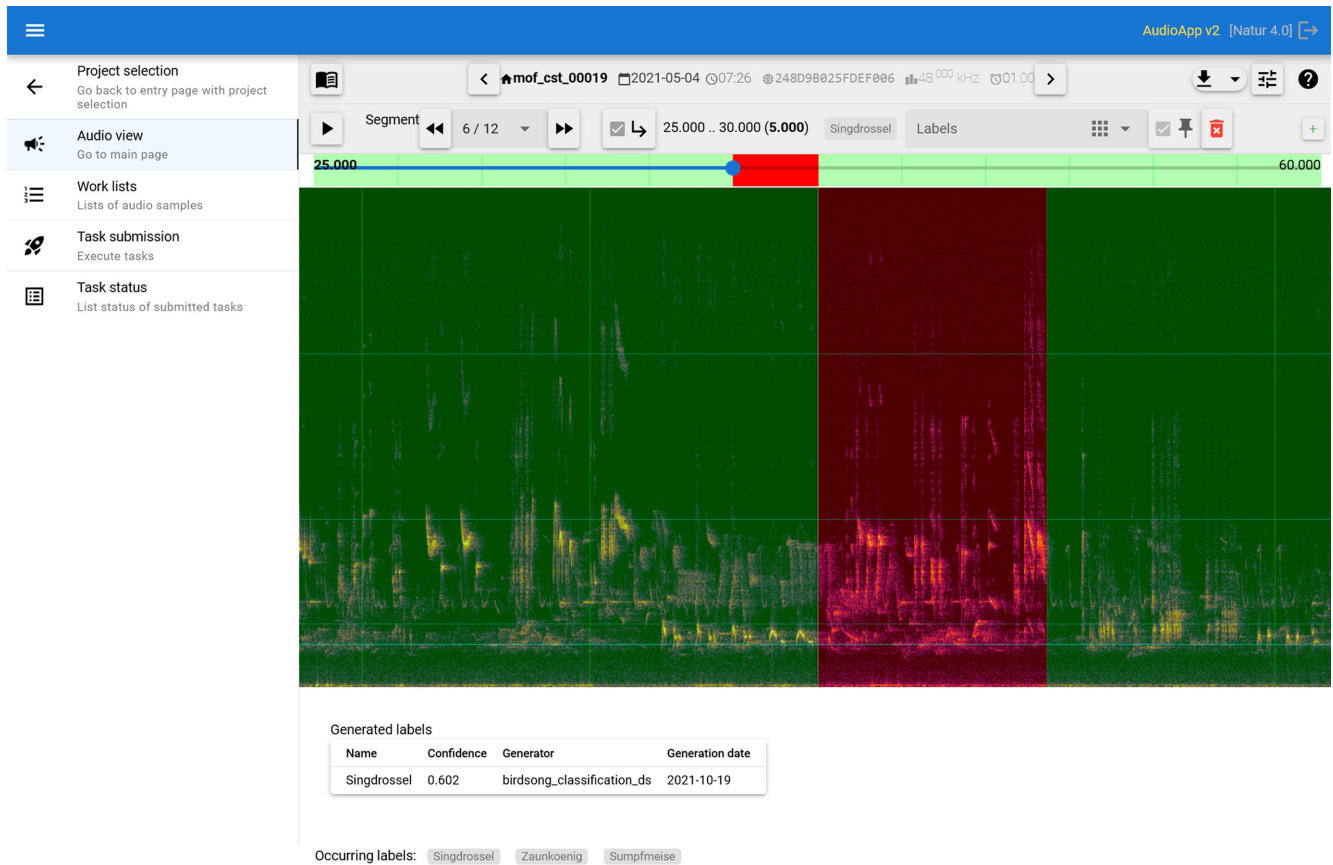 AudioApp v2 [Natur 4.0]
Project selection
Go back to entry page with project
selection
Audio view
Go to main page
Work lists
Lists of audio samples
Task submission
Execute tasks
Task status
List status of submitted tasks
mof_cst_00019 2021-05-04 07:26 248D9B025FDEF006 48 000 kHz 01:00
Segment 6 / 12 25.000 .. 30.000 (5.000) Singdrossel Labels
25.000 60.000
Generated labels
Name Confidence Generator Generation date
Singdrossel 0.602 birdsong_classification_ds 2021-10-19
Occurring labels: Singdrossel Zaunkoenig Sumpfmeise